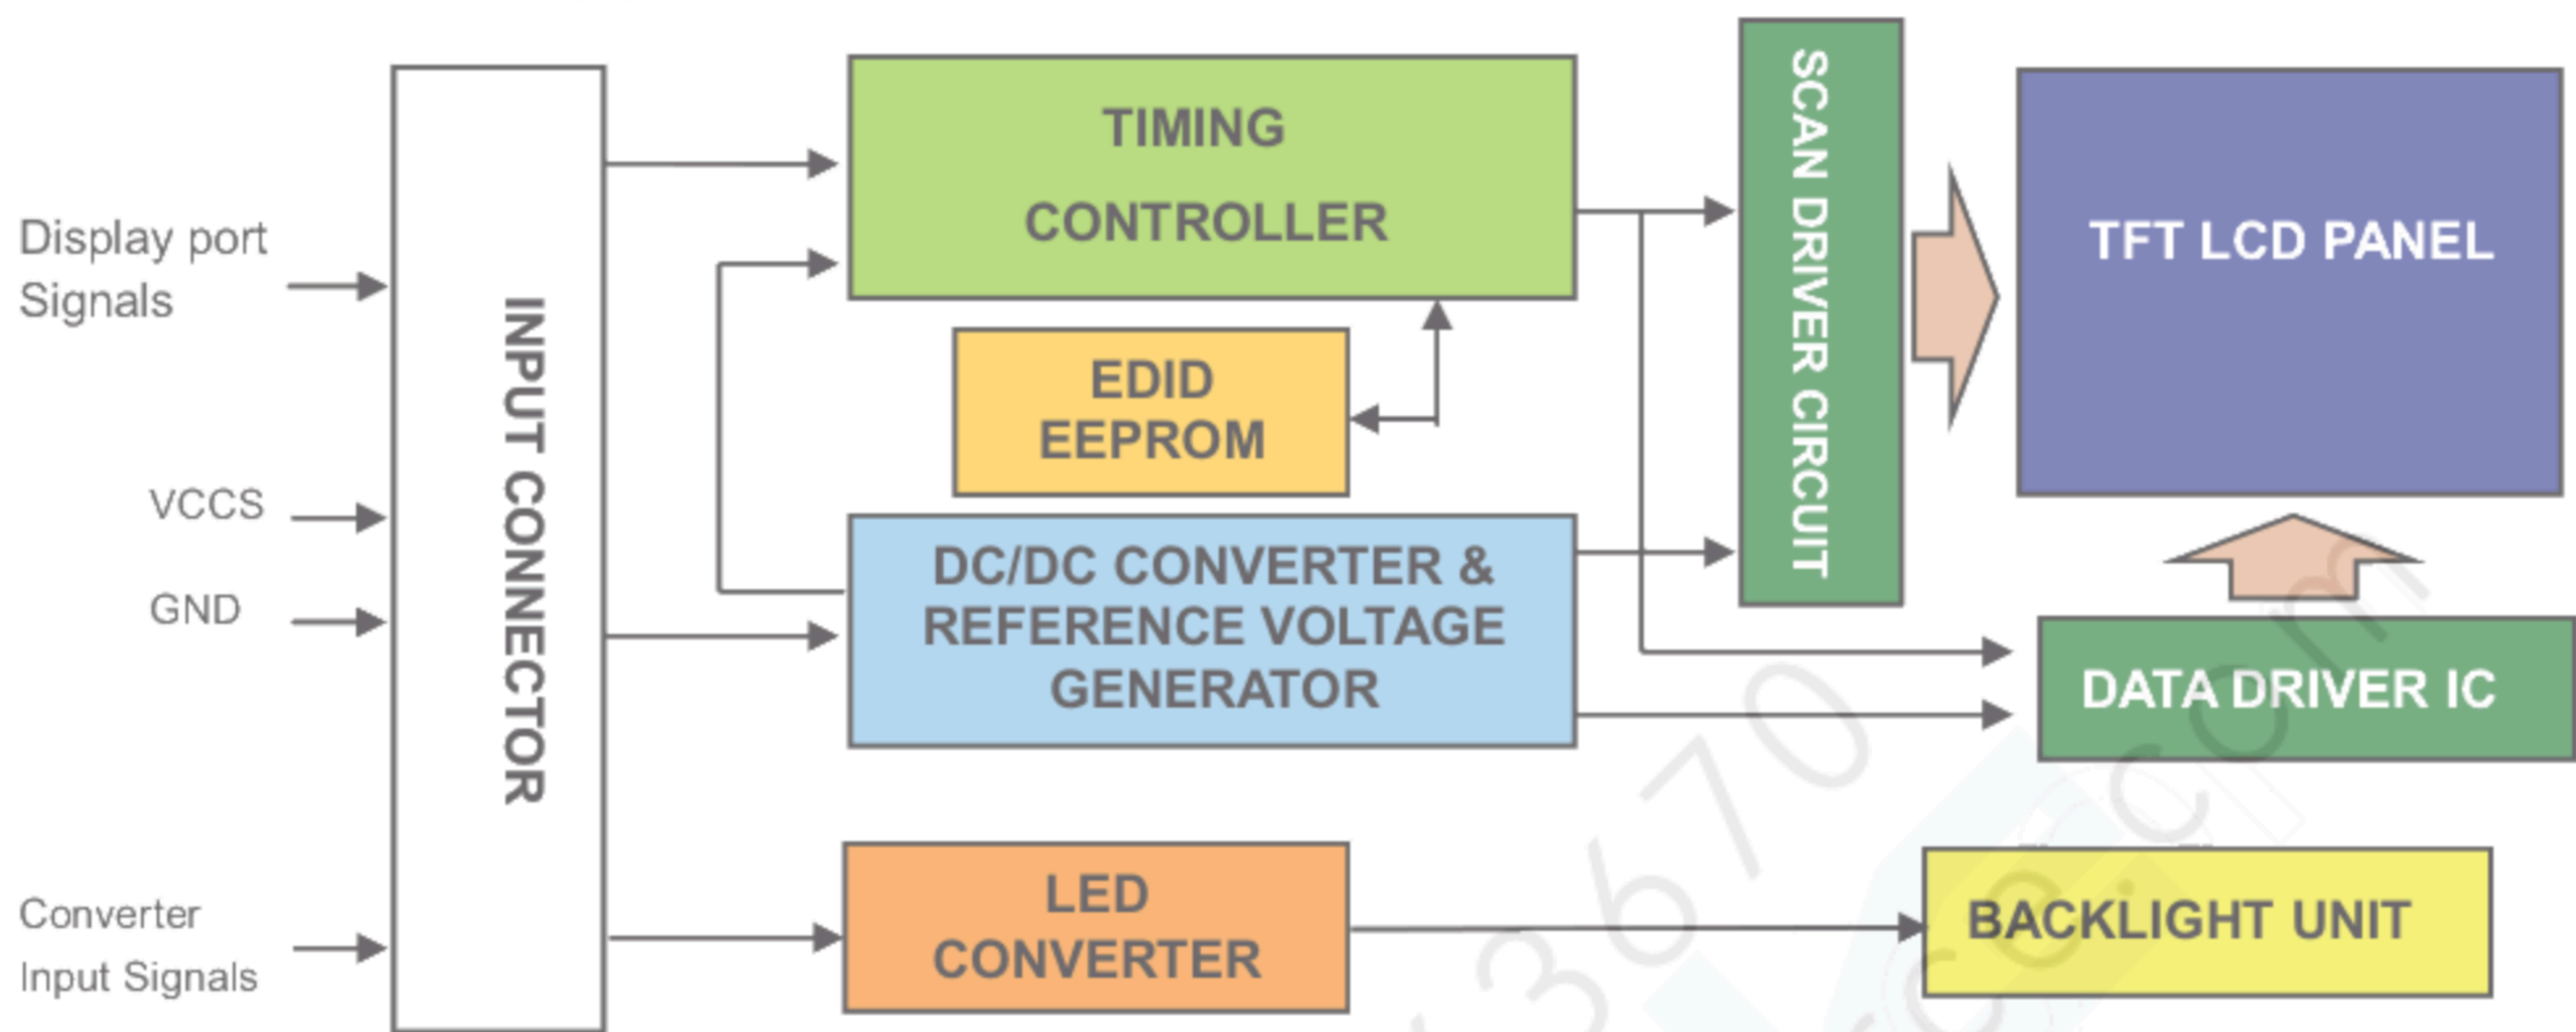 Display port
Signals
VCCS
GND
Converter
Input Signals
INPUT CONNECTOR
TIMING
CONTROLLER
EDID
EEPROM
DC/DC CONVERTER &
REFERENCE VOLTAGE
GENERATOR
LED
CONVERTER
SCAN DRIVER CIRCUIT
TFT LCD PANEL
DATA DRIVER IC
BACKLIGHT UNIT
3670